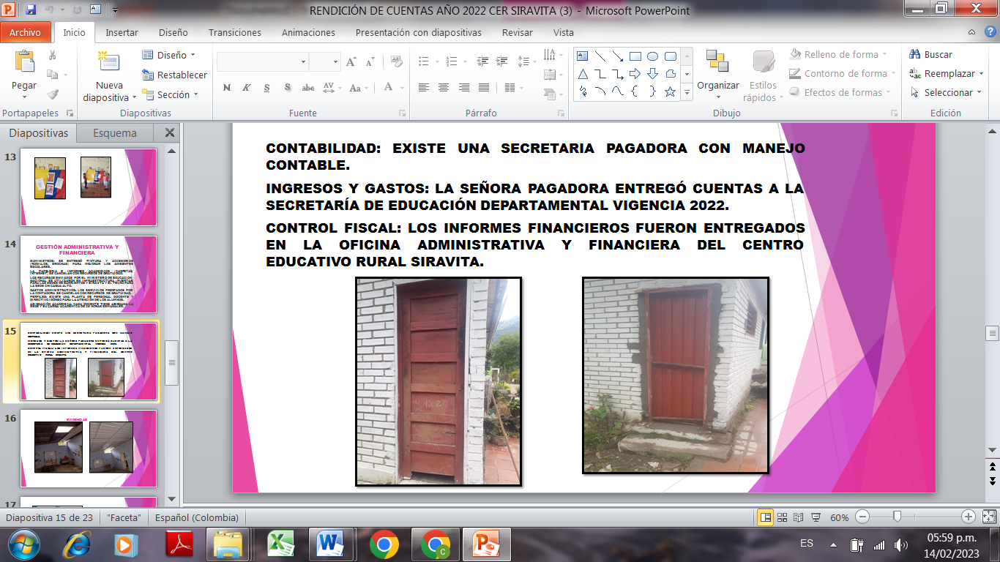 RENDICIÓN DE CUENTAS AÑO 2022 CER SIRAVITA (3) - Microsoft PowerPoint
Archivo Inicio Insertar Diseño Transiciones Animaciones Presentación con diapositivas Revisar Vista
Pegar
Portapapeles
Nueva
diapositiva
Diseño
Restablecer
Sección
Diapositivas
N K S S abc AV Aa A
Fuente
Párrafo
Organizar
Estilos
rápidos
Relleno de forma
Contorno de forma
Efectos de formas
Dibujo
Buscar
Reemplazar
Seleccionar
Edición
Diapositivas Esquema
13
14
GESTIÓN ADMINISTRATIVA Y
FINANCIERA
15
16
EVIDENCIAS
17
CONTABILIDAD: EXISTE UNA SECRETARIA PAGADORA CON MANEJO
CONTABLE.
INGRESOS Y GASTOS: LA SEÑORA PAGADORA ENTREGÓ CUENTAS A LA
SECRETARÍA DE EDUCACIÓN DEPARTAMENTAL VIGENCIA 2022.
CONTROL FISCAL: LOS INFORMES FINANCIEROS FUERON ENTREGADOS
EN LA OFICINA ADMINISTRATIVA Y FINANCIERA DEL CENTRO
EDUCATIVO RURAL SIRAVITA.
Diapositiva 15 de 23 "Faceta" Español (Colombia) 60%
ES 05:59 p.m.
14/02/2023